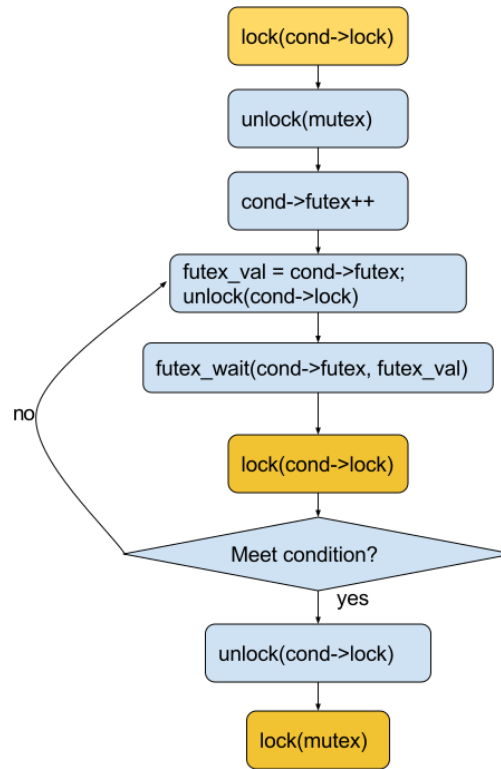 lock(cond->lock)
unlock(mutex)
cond->futex++
futex_val = cond->futex;
unlock(cond->lock)
futex_wait(cond->futex, futex_val)
no
lock(cond->lock)
Meet condition?
yes
unlock(cond->lock)
lock(mutex)